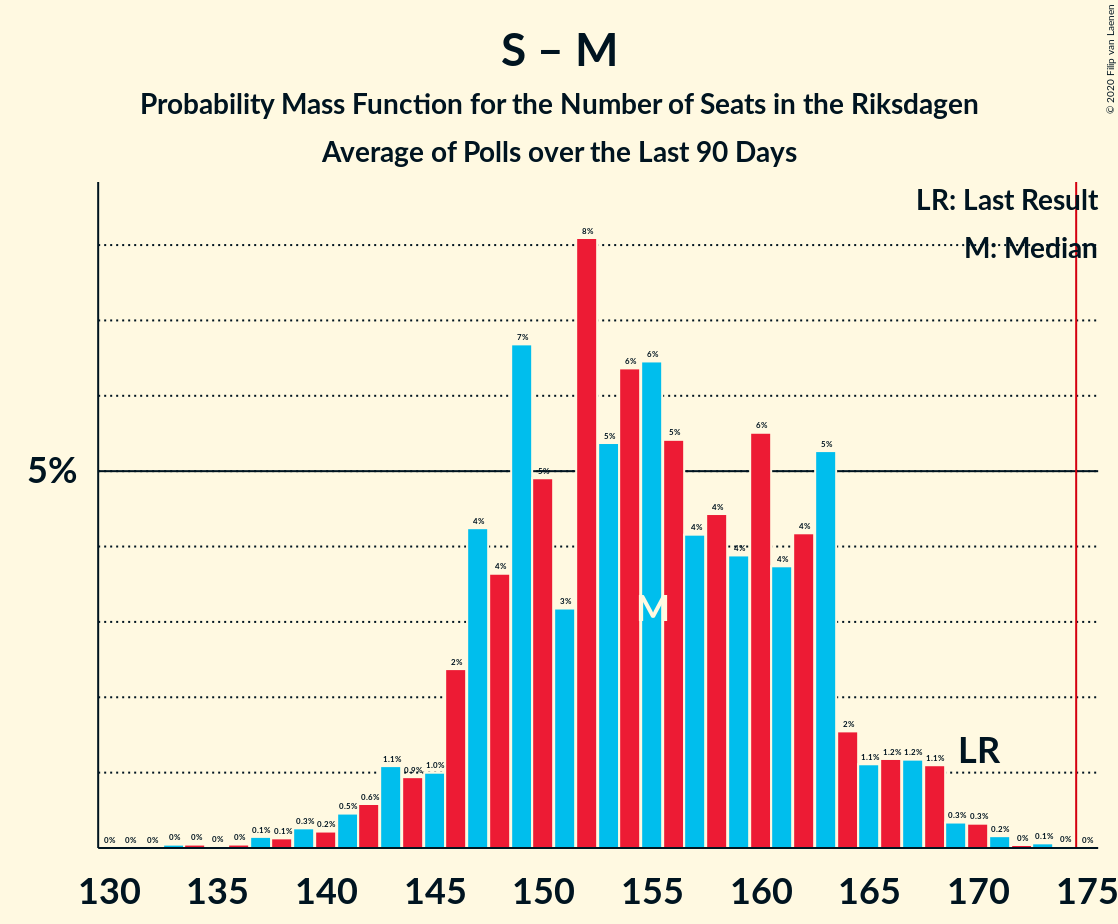 S – M
Probability Mass Function for the Number of Seats in the Riksdagen
Average of Polls over the Last 90 Days
© 2020 Filip van Laenen
LR: Last Result
M: Median
5%
0% 0% 0% 0% 0% 0% 0% 0.1% 0.1% 0.3% 0.2% 0.5% 0.6% 1.1% 0.9% 1.0% 2% 4% 4% 7% 5% 3% 8% 5% 6% 6% 5% 4% 4% 4% 6% 4% 4% 5% 2% 1.1% 1.2% 1.2% 1.1% 0.3% 0.3% 0.2% 0% 0.1% 0% 0%
M
LR
130 135 140 145 150 155 160 165 170 175